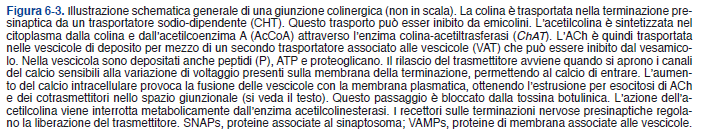 Figura 6-3. Illustrazione schematica generale di una giunzione colinergica (non in scala). La colina è trasportata nella terminazione pre-
sinaptica da un trasportatore sodio-dipendente (CHT). Questo trasporto può esser inibito da emicolini. L'acetilcolina è sintetizzata nel
citoplasma dalla colina e dall'acetilcoenzima A (AcCoA) attraverso l'enzima colina-acetiltrasferasi (ChAT). L'ACh è quindi trasportata
nelle vescicole di deposito per mezzo di un secondo trasportatore associato alle vescicole (VAT) che può essere inibito dal vesamico-
lo. Nella vescicola sono depositati anche peptidi (P), ATP e proteoglicano. Il rilascio del trasmettitore avviene quando si aprono i canali
del calcio sensibili alla variazione di voltaggio presenti sulla membrana della terminazione, permettendo al calcio di entrare. L'aumen-
to del calcio intracellulare provoca la fusione delle vescicole con la membrana plasmatica, ottenendo l'estrusione per esocitosi di ACh
e dei cotrasmettitori nello spazio giunzionale (si veda il testo). Questo passaggio è bloccato dalla tossina botulinica. L'azione dell'a-
cetilcolina viene interrotta metabolicamente dall'enzima acetilcolinesterasi. I recettori sulle terminazioni nervose presinaptiche regola-
no la liberazione del trasmettitore. SNAPs, proteine associate al sinaptosoma; VAMPs, proteine di membrana associate alle vescicole.